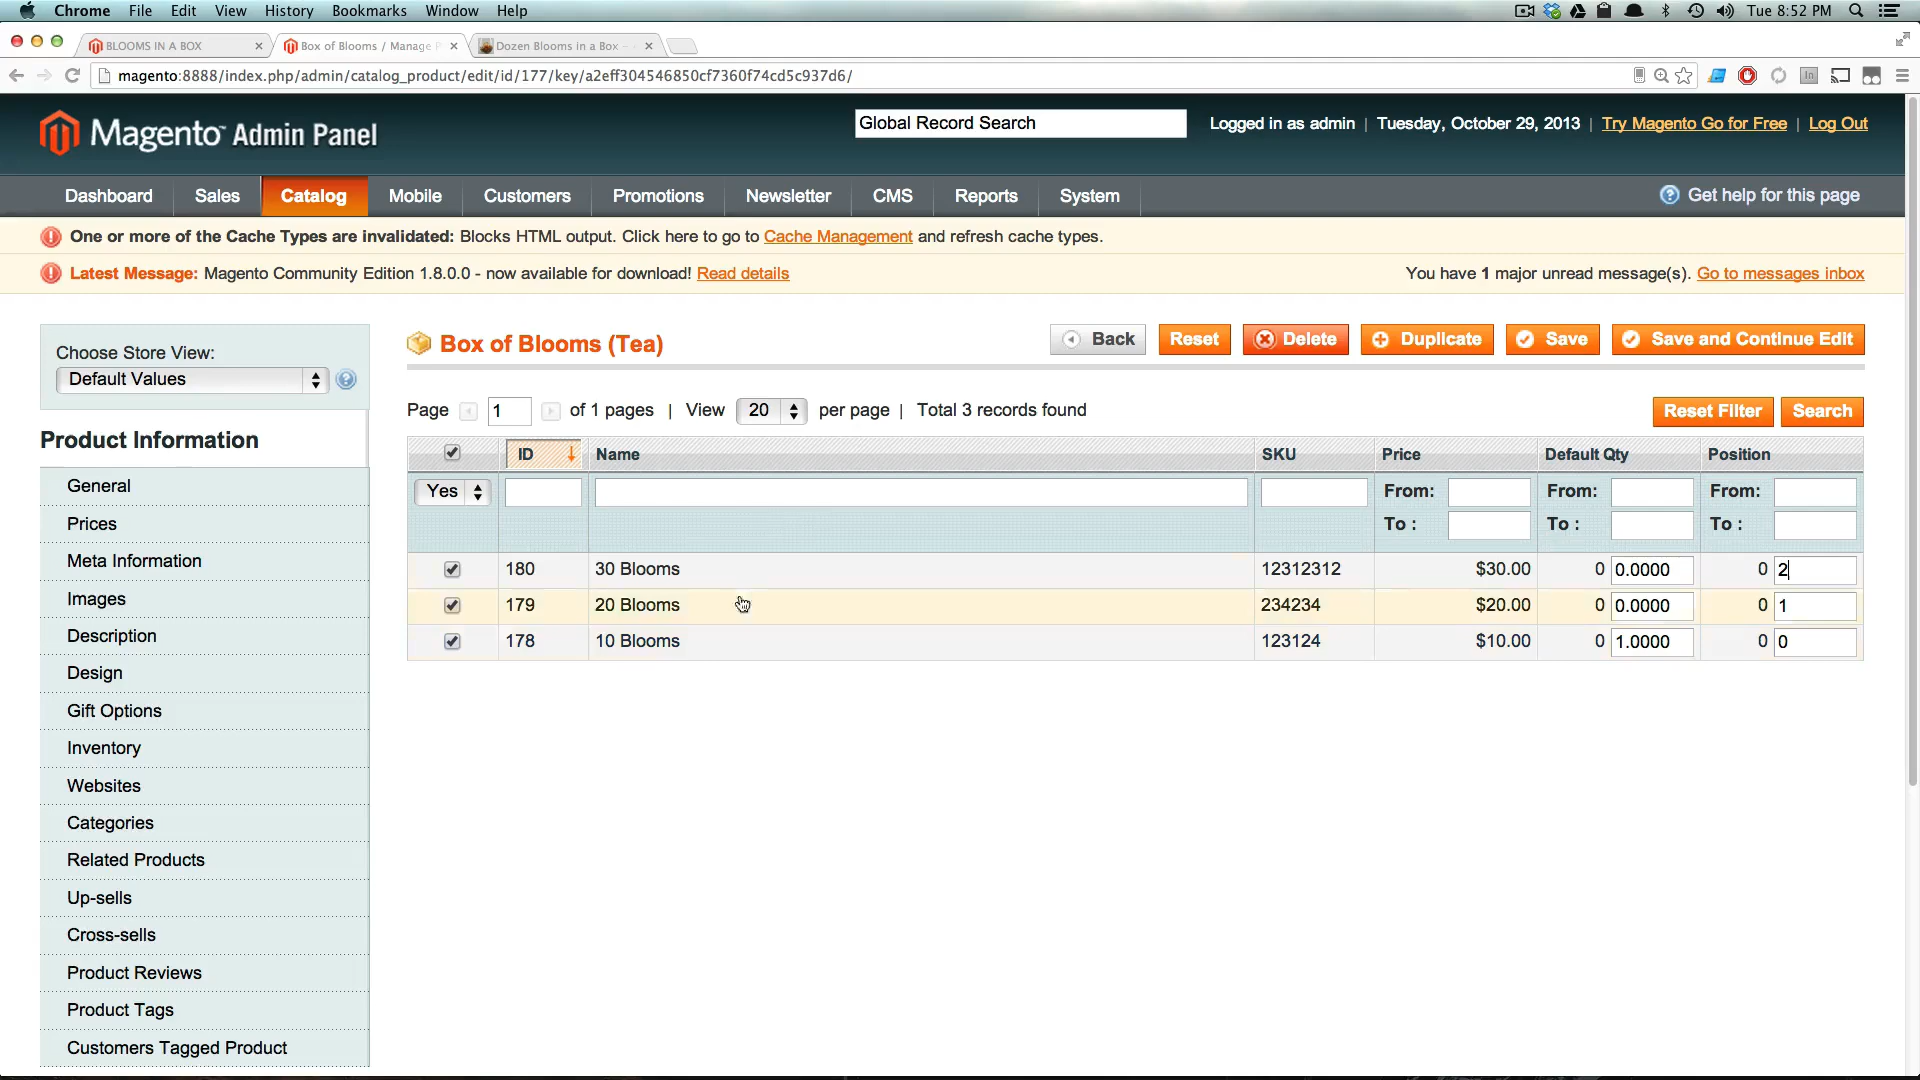 Chrome File Edit View History Bookmarks Window Help Tue 8:52 PM
BLOOMS IN A BOX Box of Blooms / Manage P Dozen Blooms in a Box -
magento:8888/index.php/admin/catalog_product/edit/id/177/key/a2eff304546850cf7360f74cd5c937d6/
Magento Admin Panel Global Record Search Logged in as admin | Tuesday, October 29, 2013 | Try Magento Go for Free | Log Out
Dashboard Sales Catalog Mobile Customers Promotions Newsletter CMS Reports System Get help for this page
One or more of the Cache Types are invalidated: Blocks HTML output. Click here to go to Cache Management and refresh cache types.
Latest Message: Magento Community Edition 1.8.0.0 - now available for download! Read details You have 1 major unread message(s). Go to messages inbox
Choose Store View:
Default Values
Product Information
General
Prices
Meta Information
Images
Description
Design
Gift Options
Inventory
Websites
Categories
Related Products
Up-sells
Cross-sells
Product Reviews
Product Tags
Customers Tagged Product
Box of Blooms (Tea) Back Reset Delete Duplicate Save Save and Continue Edit
Page 1 of 1 pages | View 20 per page | Total 3 records found Reset Filter Search
ID Name SKU Price Default Qty Position
Yes From: From: From:
To : To : To :
180 30 Blooms 12312312 $30.00 0 0.0000 0 2
179 20 Blooms 234234 $20.00 0 0.0000 0 1
178 10 Blooms 123124 $10.00 0 1.0000 0 0